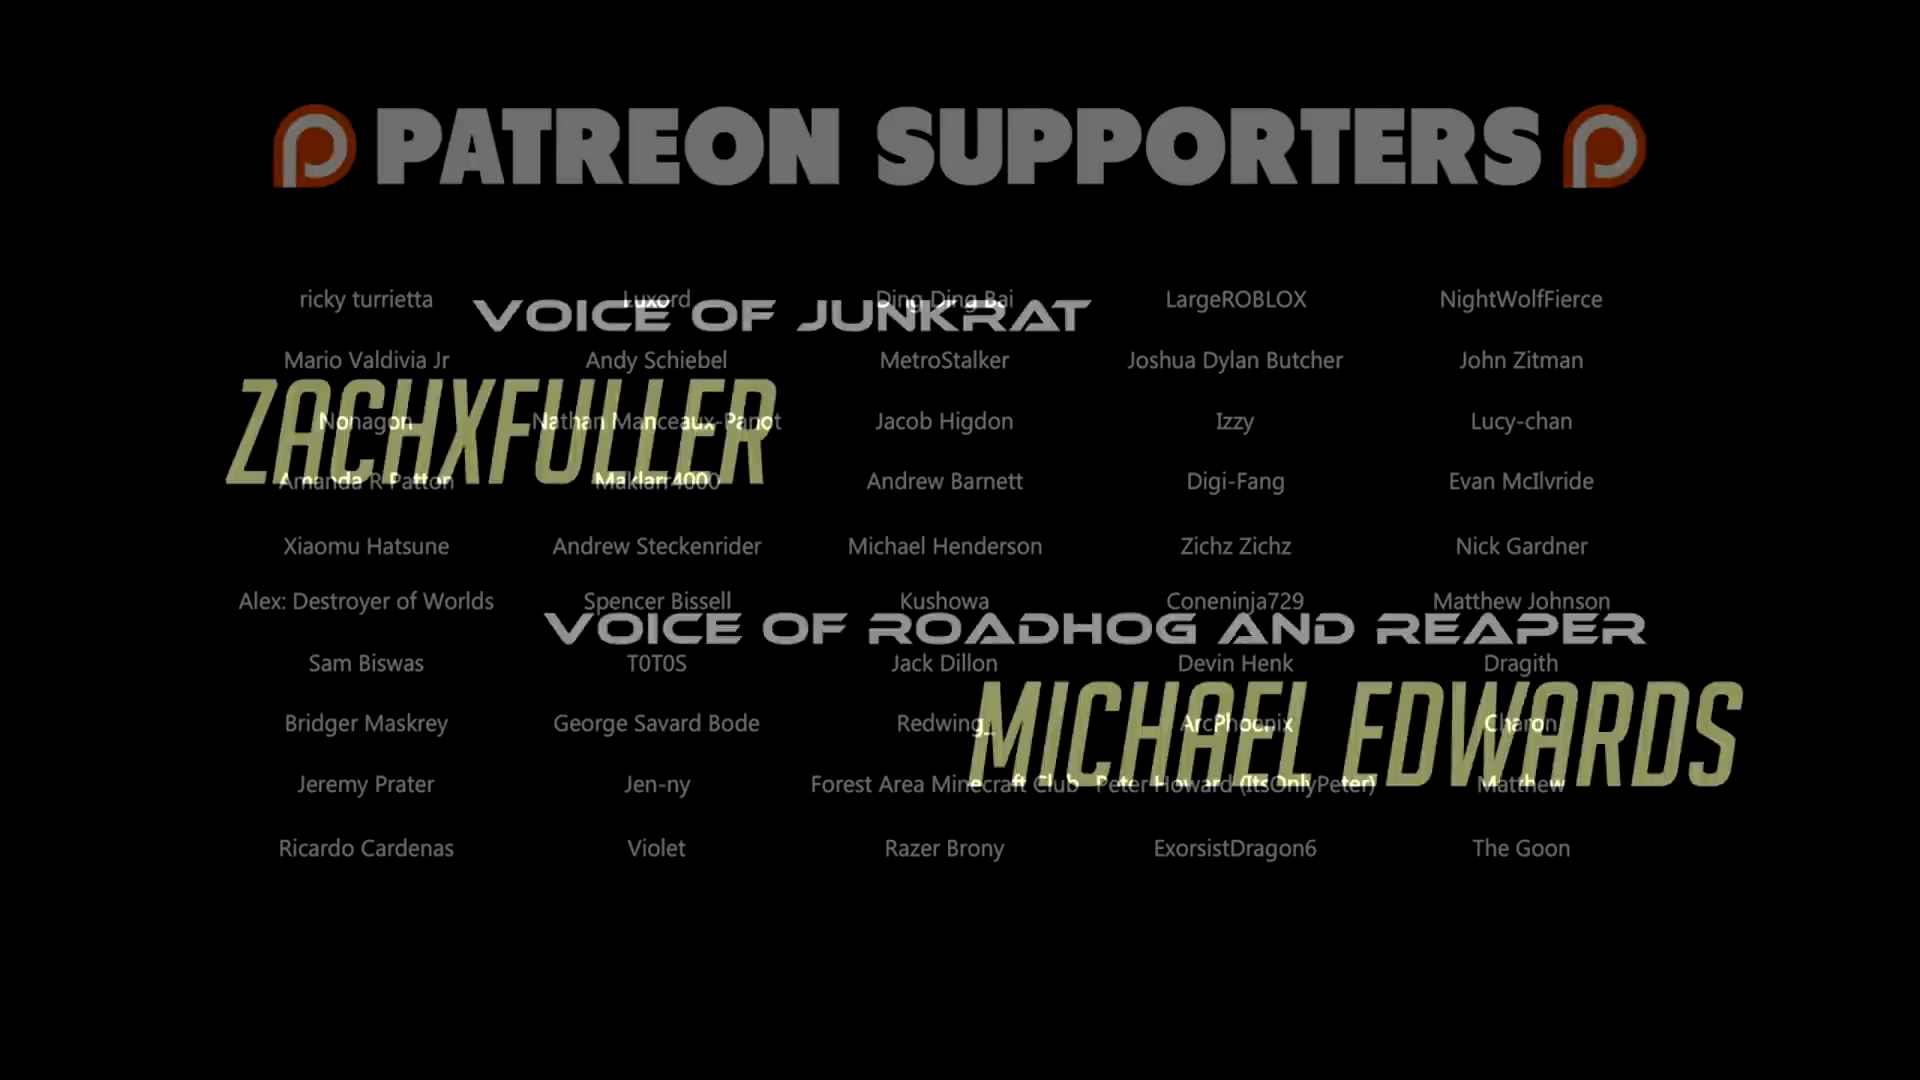 PATREON SUPPORTERS
ricky turrietta Luxord Ding Ding Bai LargeROBLOX NightWolfFierce
VOICE OF JUNKRAT
Mario Valdivia Jr Andy Schiebel MetroStalker Joshua Dylan Butcher John Zitman
ZACHXFULLER
Nonagon Nathan Manceaux-Panot Jacob Higdon Izzy Lucy-chan
Amanda R Patton Maklarr4000 Andrew Barnett Digi-Fang Evan McIlvride
Xiaomu Hatsune Andrew Steckenrider Michael Henderson Zichz Zichz Nick Gardner
Alex: Destroyer of Worlds Spencer Bissell Kushowa Coneninja729 Matthew Johnson
VOICE OF ROADHOG AND REAPER
Sam Biswas T0T0S Jack Dillon Devin Henk Dragith
MICHAEL EDWARDS
Bridger Maskrey George Savard Bode Redwing_ ArcPhoenix Charon
Jeremy Prater Jen-ny Forest Area Minecraft Club Peter Howard (ItsOnlyPeter) Matthew
Ricardo Cardenas Violet Razer Brony ExorsistDragon6 The Goon